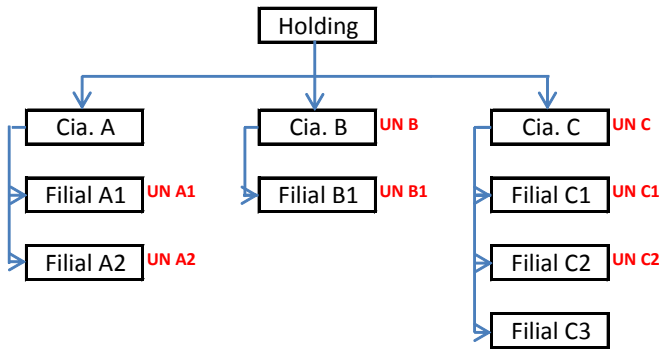 Holding
Cia. A
Cia. B UN B
Cia. C UN C
Filial A1 UN A1
Filial B1 UN B1
Filial C1 UN C1
Filial A2 UN A2
Filial C2 UN C2
Filial C3